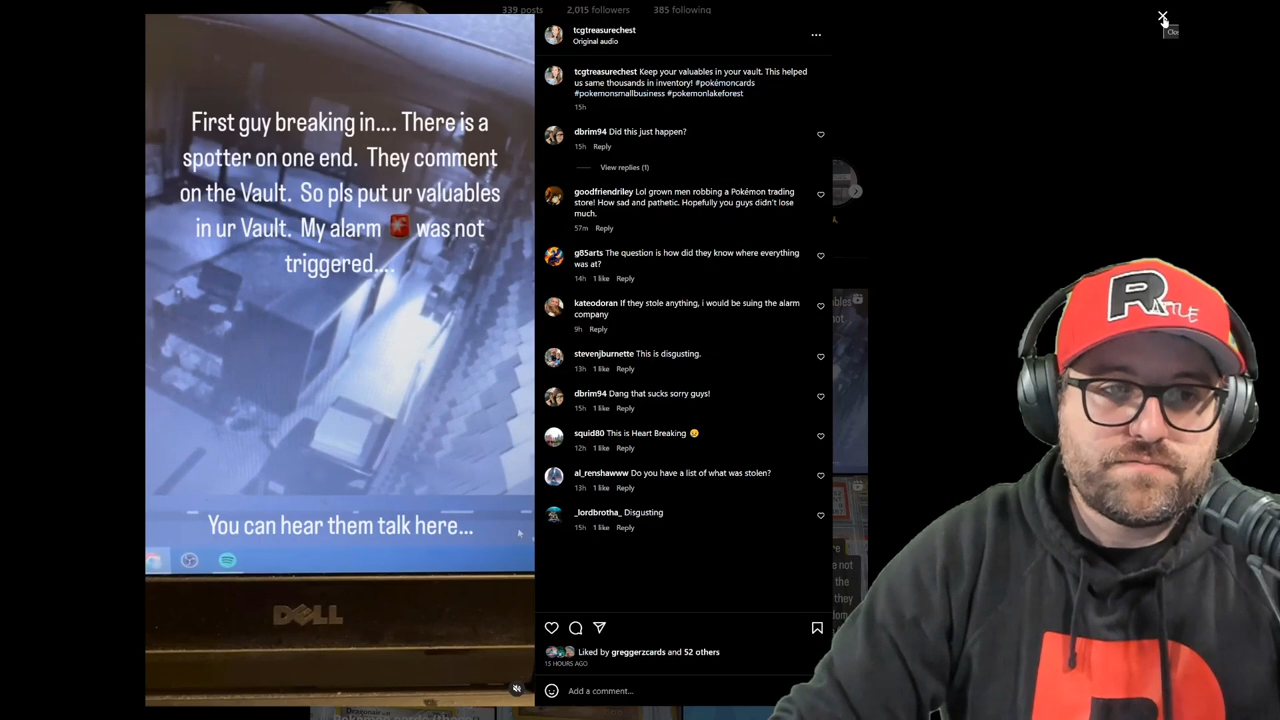 339 posts 2,015 followers 385 following
First guy breaking in.... There is a
spotter on one end. They comment
on the Vault. So pls put ur valuables
in ur Vault. My alarm 🚨 was not
triggered....
You can hear them talk here...
DELL
tcgtreasurechest
Original audio
tcgtreasurechest Keep your valuables in your vault. This helped
us same thousands in inventory! #pokémoncards
#pokemonsmallbusiness #pokemonlakeforest
15h
dbrim94 Did this just happen?
15h Reply
View replies (1)
goodfriendriley Lol grown men robbing a Pokémon trading
store! How sad and pathetic. Hopefully you guys didn't lose
much.
57m Reply
g85arts The question is how did they know where everything
was at?
14h 1 like Reply
kateodoran If they stole anything, i would be suing the alarm
company
9h Reply
stevenjburnette This is disgusting.
13h 1 like Reply
dbrim94 Dang that sucks sorry guys!
15h 1 like Reply
squid80 This is Heart Breaking 😢
12h 1 like Reply
al_renshawww Do you have a list of what was stolen?
13h 1 like Reply
_lordbrotha_ Disgusting
15h 1 like Reply
Liked by greggerzcards and 52 others
15 HOURS AGO
Add a comment...
R
ATTLE